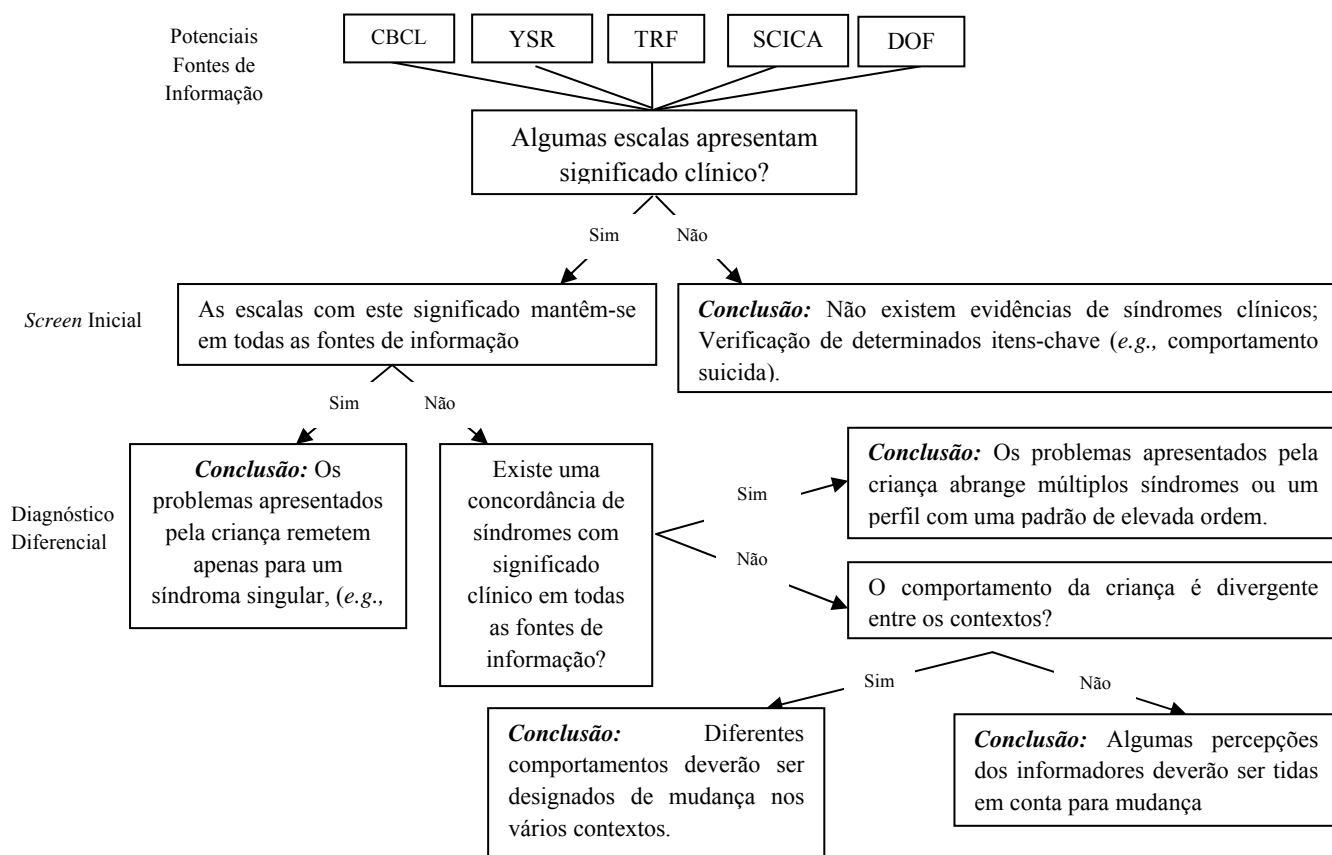 Potenciais
Fontes de
Informação
CBCL
YSR
TRF
SCICA
DOF
Algumas escalas apresentam
significado clínico?
Sim
Não
Screen Inicial
As escalas com este significado mantêm-se
em todas as fontes de informação
Conclusão: Não existem evidências de síndromes clínicos;
Verificação de determinados itens-chave (e.g., comportamento
suicida).
Sim
Não
Diagnóstico
Diferencial
Conclusão: Os
problemas apresentados
pela criança remetem
apenas para um
síndroma singular, (e.g.,
Existe uma
concordância de
síndromes com
significado
clínico em todas
as fontes de
informação?
Sim
Não
Conclusão: Os problemas apresentados pela
criança abrange múltiplos síndromes ou um
perfil com uma padrão de elevada ordem.
O comportamento da criança é divergente
entre os contextos?
Sim
Não
Conclusão: Diferentes
comportamentos deverão ser
designados de mudança nos
vários contextos.
Conclusão: Algumas percepções
dos informadores deverão ser tidas
em conta para mudança